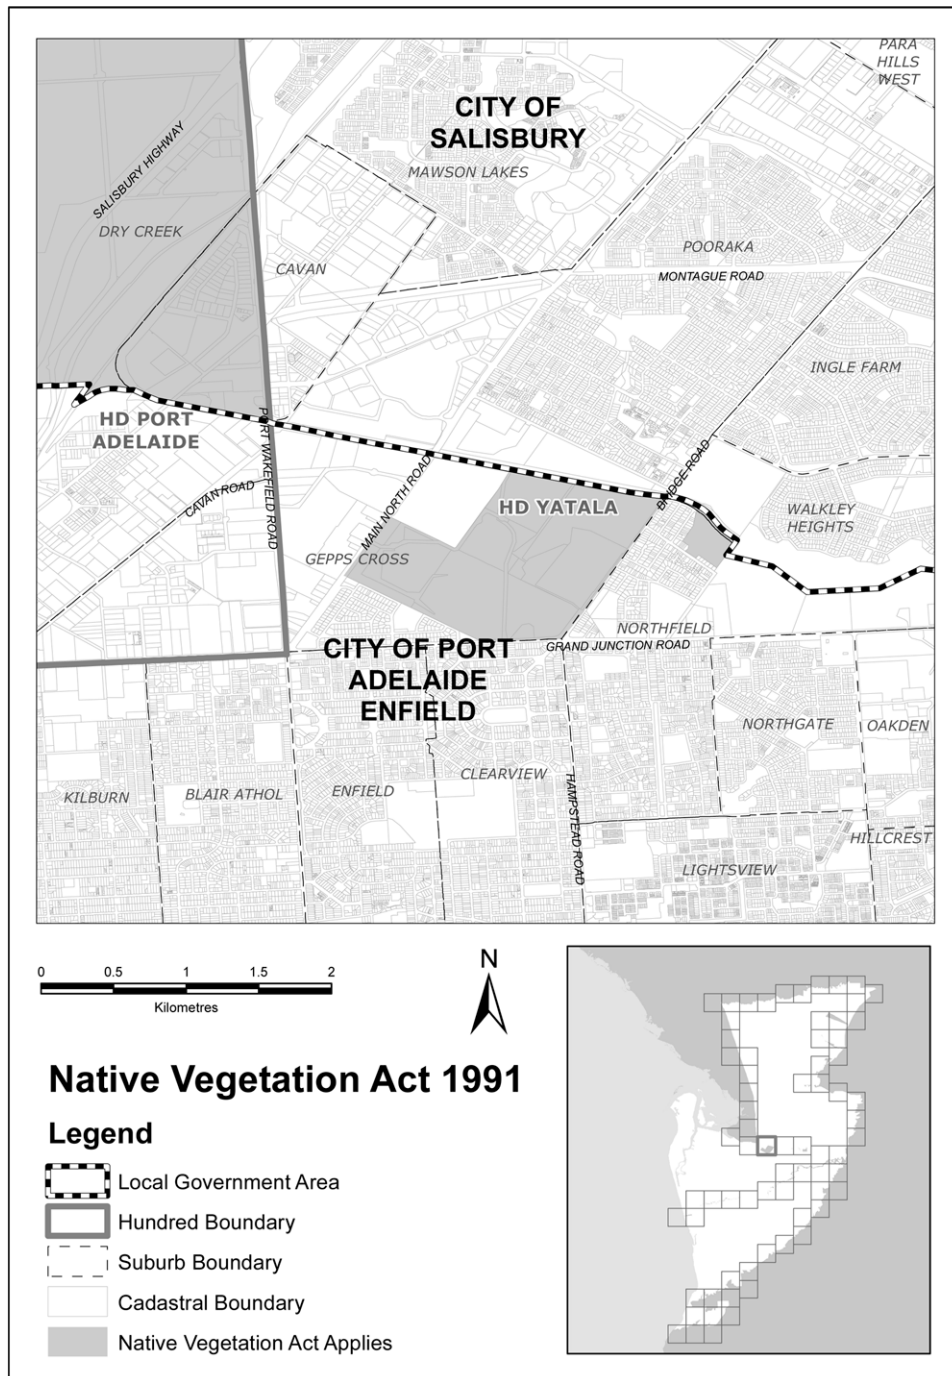 PARA
HILLS
WEST
CITY OF
SALISBURY
MAWSON LAKES
SALISBURY HIGHWAY
DRY CREEK
CAVAN
POORAKA
MONTAGUE ROAD
INGLE FARM
HD PORT
ADELAIDE
PORT WAKEFIELD ROAD
CAVAN ROAD
MAIN NORTH ROAD
BRIDGE ROAD
HD YATALA
WALKLEY
HEIGHTS
GEPPS CROSS
NORTHFIELD
GRAND JUNCTION ROAD
CITY OF PORT
ADELAIDE
ENFIELD
NORTHGATE
OAKDEN
KILBURN
BLAIR ATHOL
ENFIELD
CLEARVIEW
HAMPSTEAD ROAD
HILLCREST
LIGHTSVIEW
0 0.5 1 1.5 2
Kilometres
N
Native Vegetation Act 1991
Legend
Local Government Area
Hundred Boundary
Suburb Boundary
Cadastral Boundary
Native Vegetation Act Applies